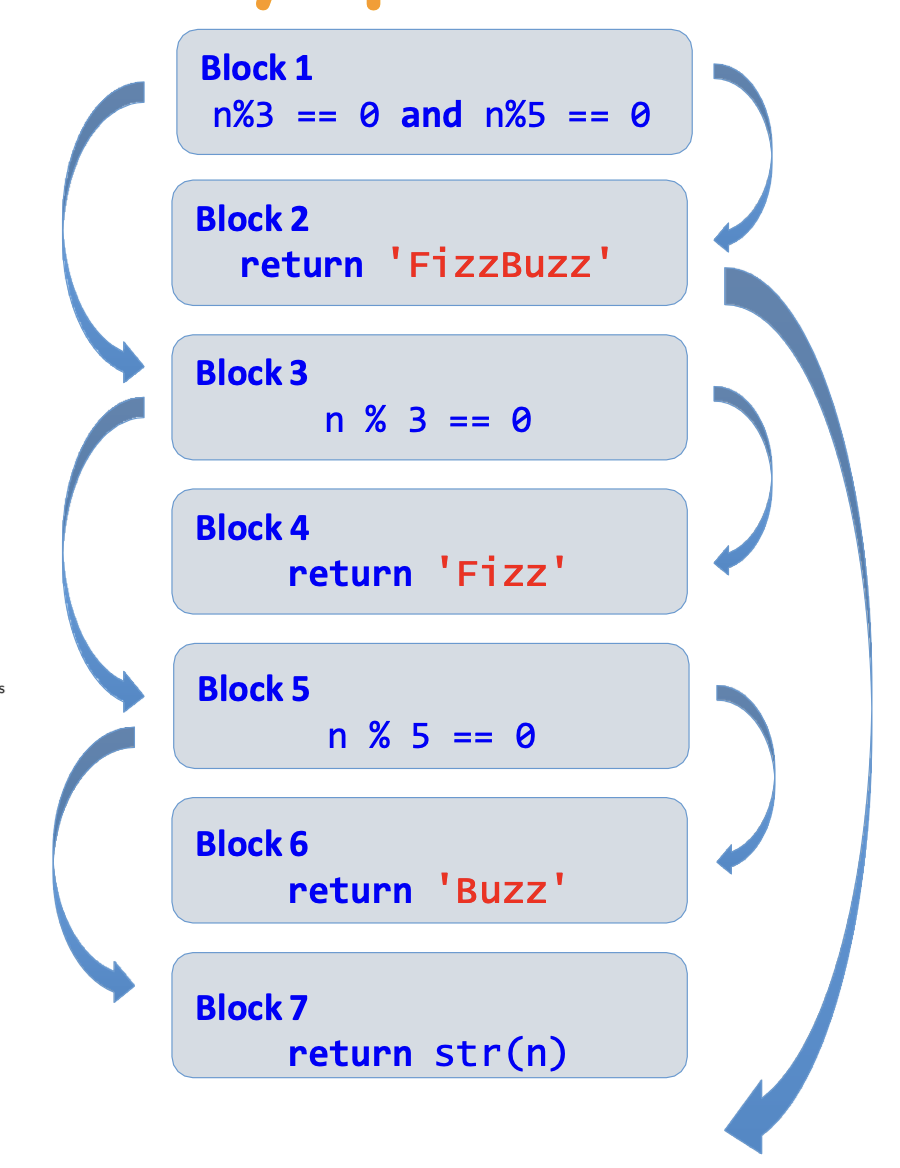 Block 1
n%3 == 0 and n%5 == 0
Block 2
return 'FizzBuzz'
Block 3
n % 3 == 0
Block 4
return 'Fizz'
Block 5
n % 5 == 0
Block 6
return 'Buzz'
Block 7
return str(n)